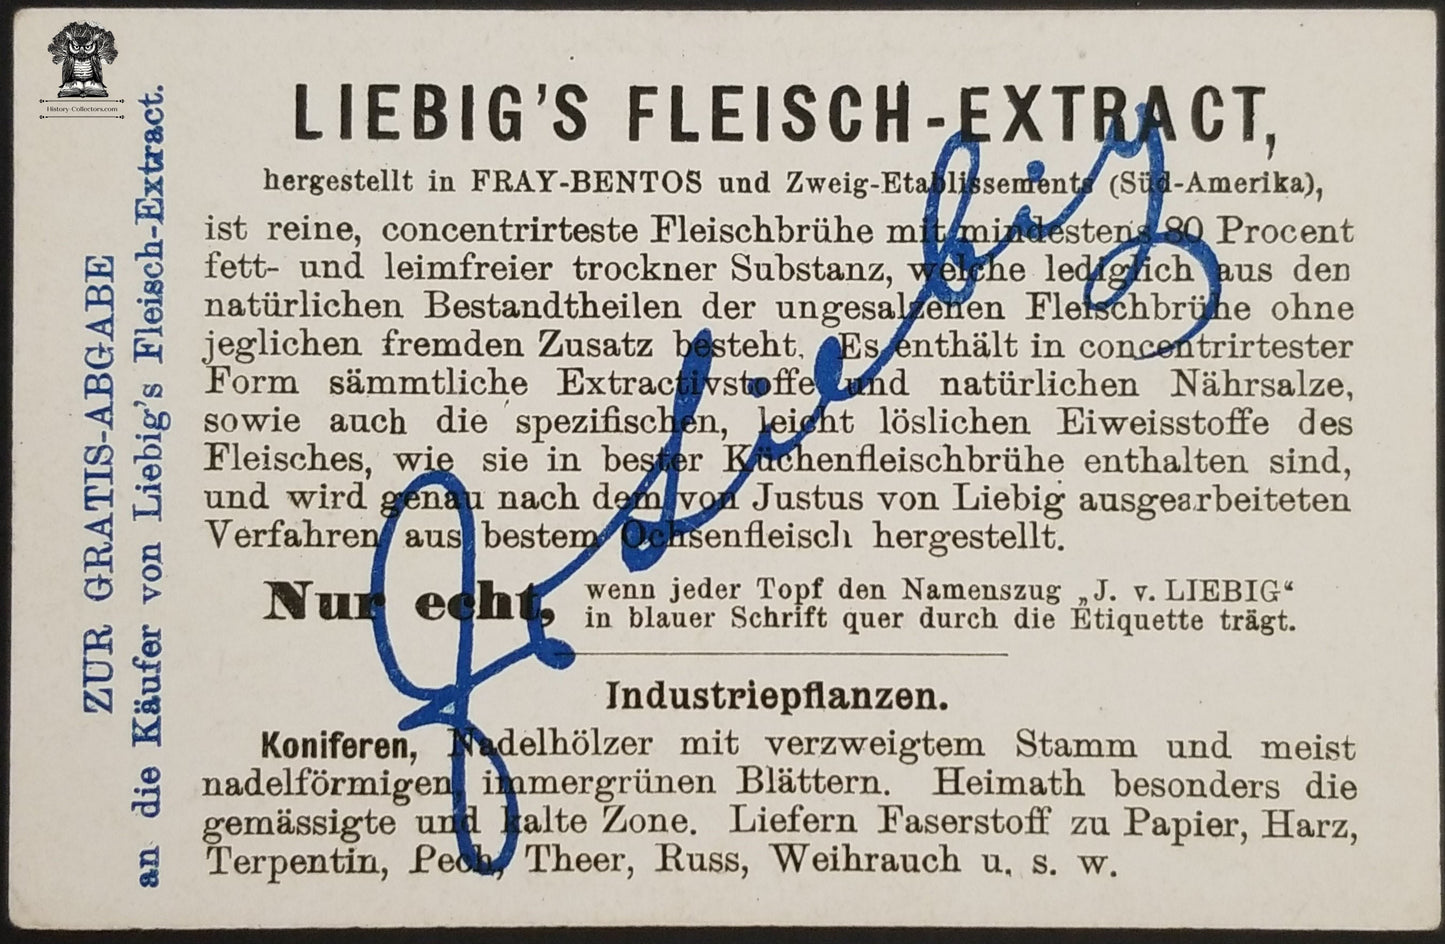 History-Collectors.com
ZUR GRATIS-ABGABE
an die Käufer von Liebig's Fleisch-Extract.
LIEBIG'S FLEISCH-EXTRACT,
hergestellt in FRAY-BENTOS und Zweig-Etablissements (Süd-Amerika),
ist reine, concentrirteste Fleischbrühe mit mindestens 80 Procent
fett- und leimfreier trockner Substanz, welche lediglich aus den
natürlichen Bestandtheilen der ungesalzenen Fleischbrühe ohne
jeglichen fremden Zusatz besteht. Es enthält in concentrirtester
Form sämmtliche Extractivstoffe und natürlichen Nährsalze,
sowie auch die spezifischen, leicht löslichen Eiweisstoffe des
Fleisches, wie sie in bester Küchenfleischbrühe enthalten sind,
und wird genau nach dem von Justus von Liebig ausgearbeiteten
Verfahren aus bestem Ochsenfleisch hergestellt.
Nur echt, wenn jeder Topf den Namenszug „J. v. LIEBIG“
in blauer Schrift quer durch die Etiquette trägt.
J v Liebig
Industriepflanzen.
Koniferen, Nadelhölzer mit verzweigtem Stamm und meist
nadelförmigen, immergrünen Blättern. Heimath besonders die
gemässigte und kalte Zone. Liefern Faserstoff zu Papier, Harz,
Terpentin, Pech, Theer, Russ, Weihrauch u. s. w.